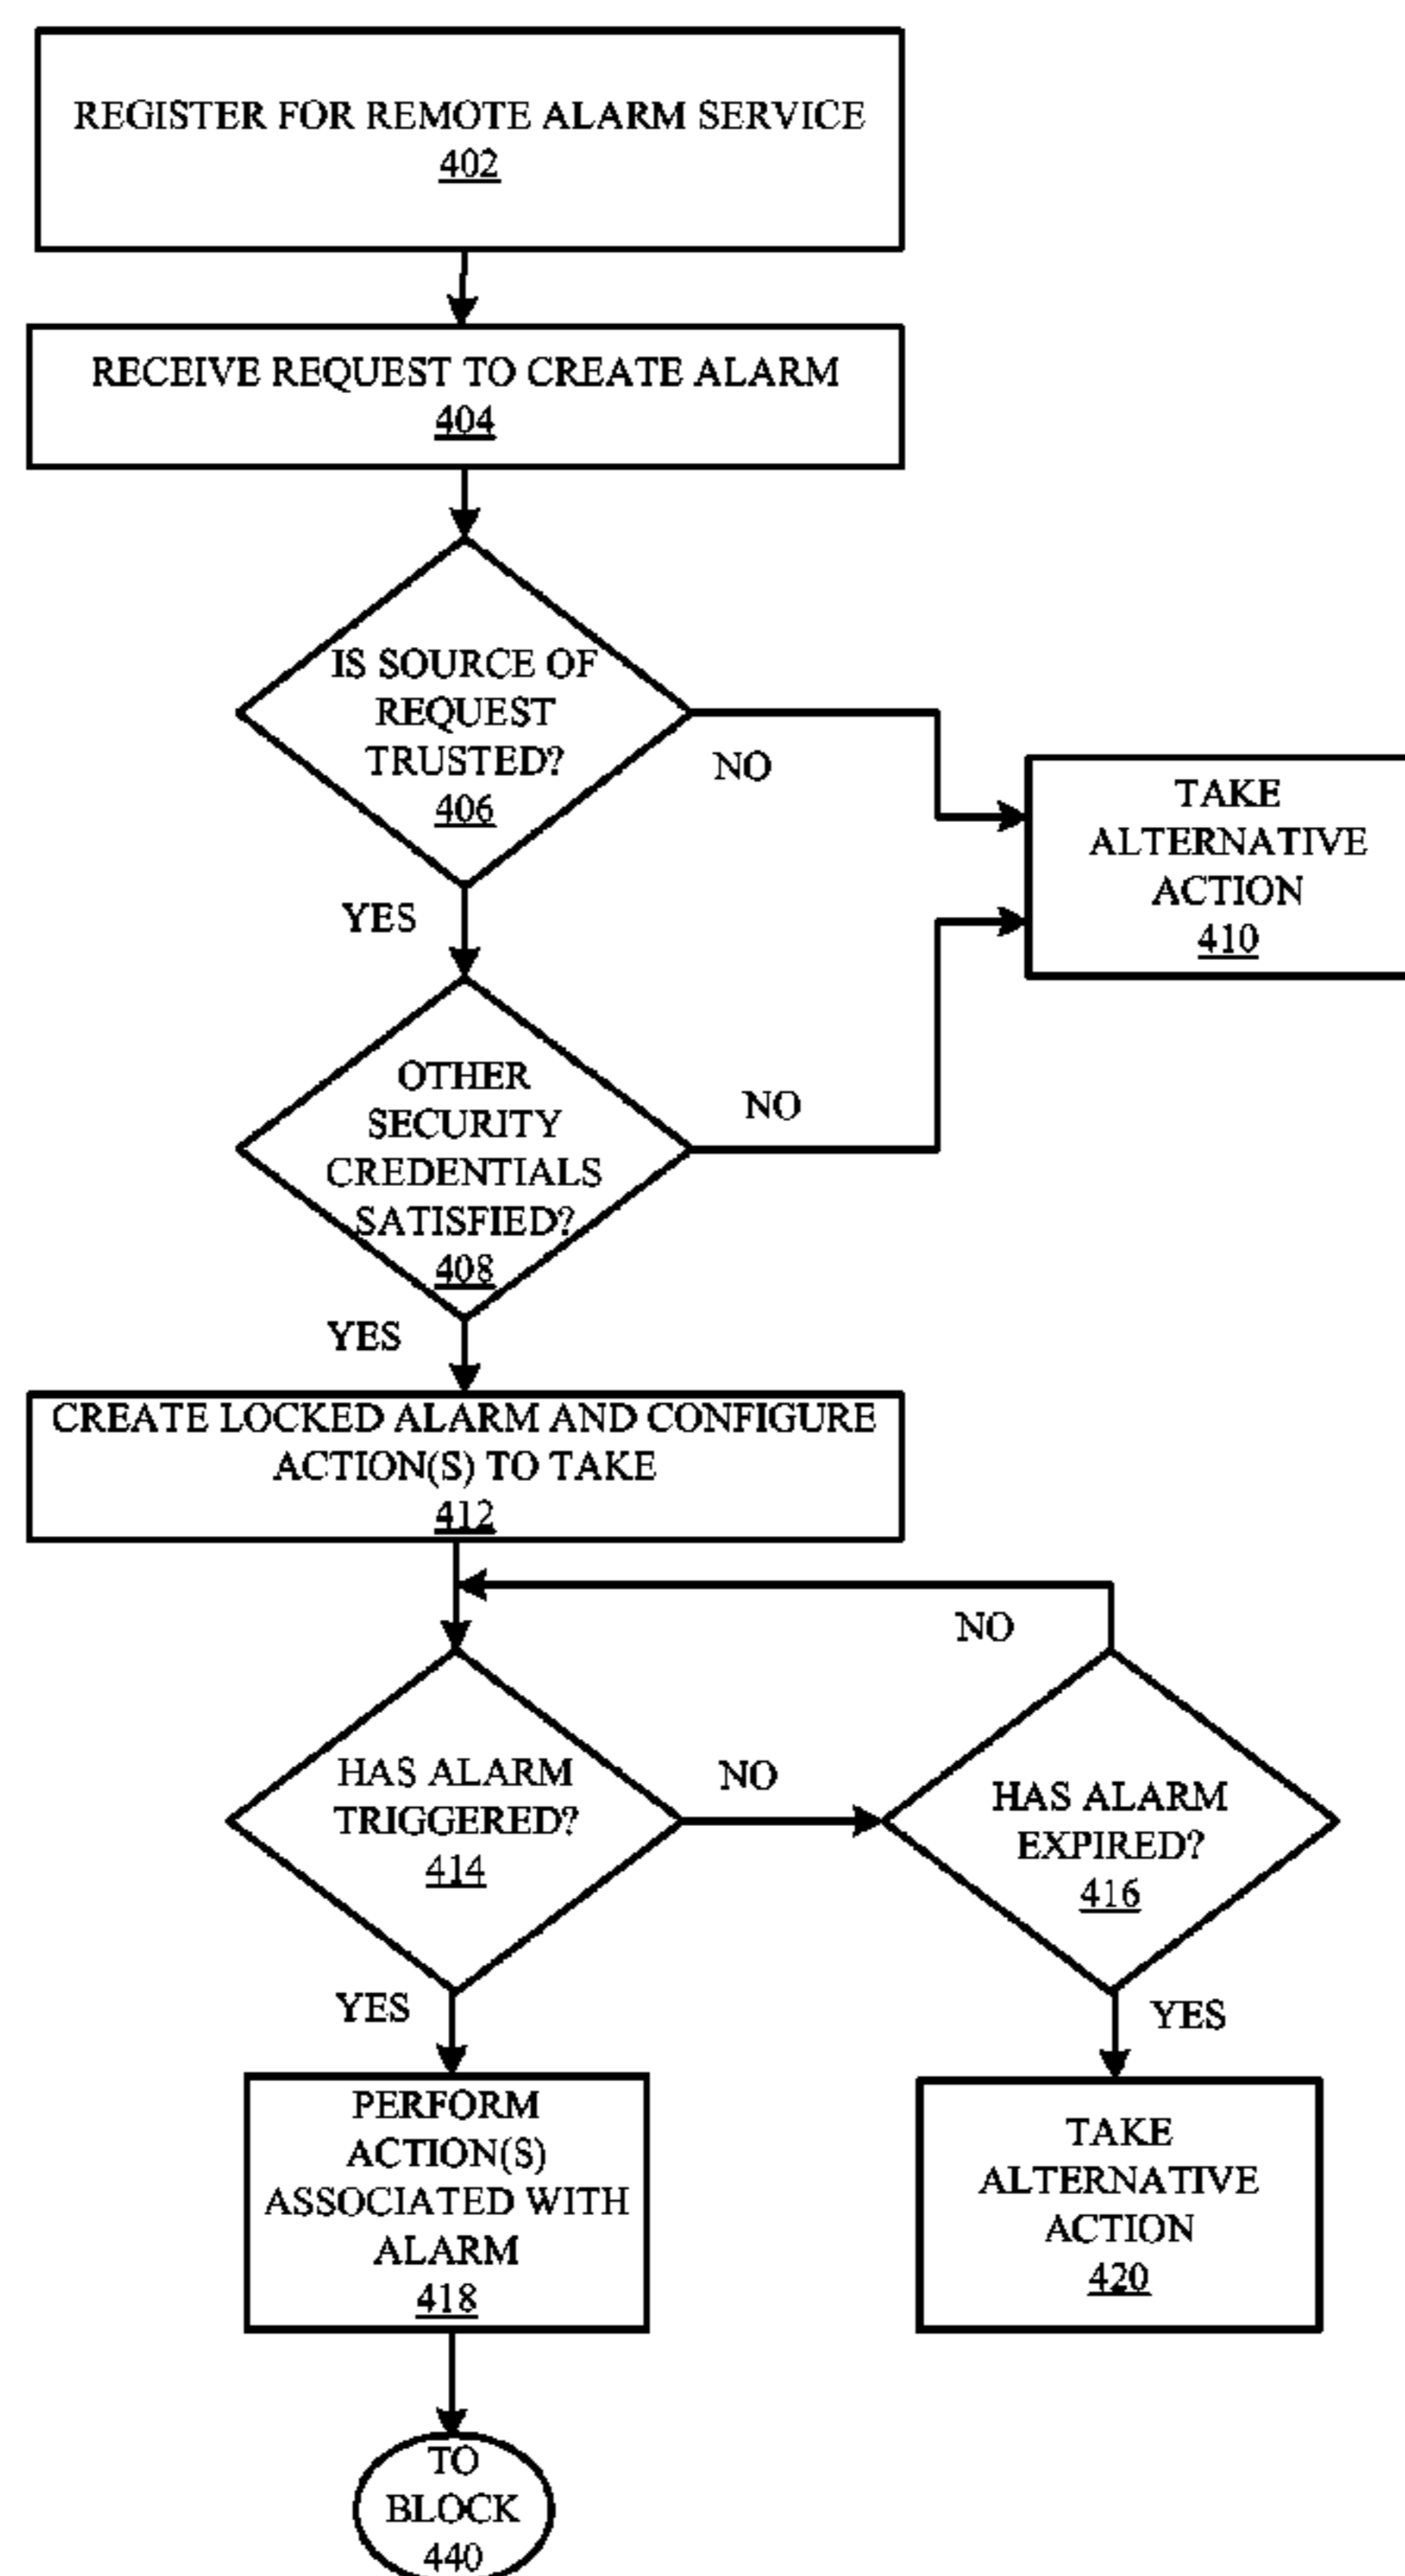 REGISTER FOR REMOTE ALARM SERVICE
402
RECEIVE REQUEST TO CREATE ALARM
404
IS SOURCE OF
REQUEST
TRUSTED?
406
NO
TAKE
ALTERNATIVE
ACTION
410
YES
OTHER
SECURITY
CREDENTIALS
SATISFIED?
408
NO
YES
CREATE LOCKED ALARM AND CONFIGURE
ACTION(S) TO TAKE
412
NO
HAS ALARM
TRIGGERED?
414
NO
HAS ALARM
EXPIRED?
416
YES
YES
PERFORM
ACTION(S)
ASSOCIATED WITH
ALARM
418
TAKE
ALTERNATIVE
ACTION
420
TO
BLOCK
440